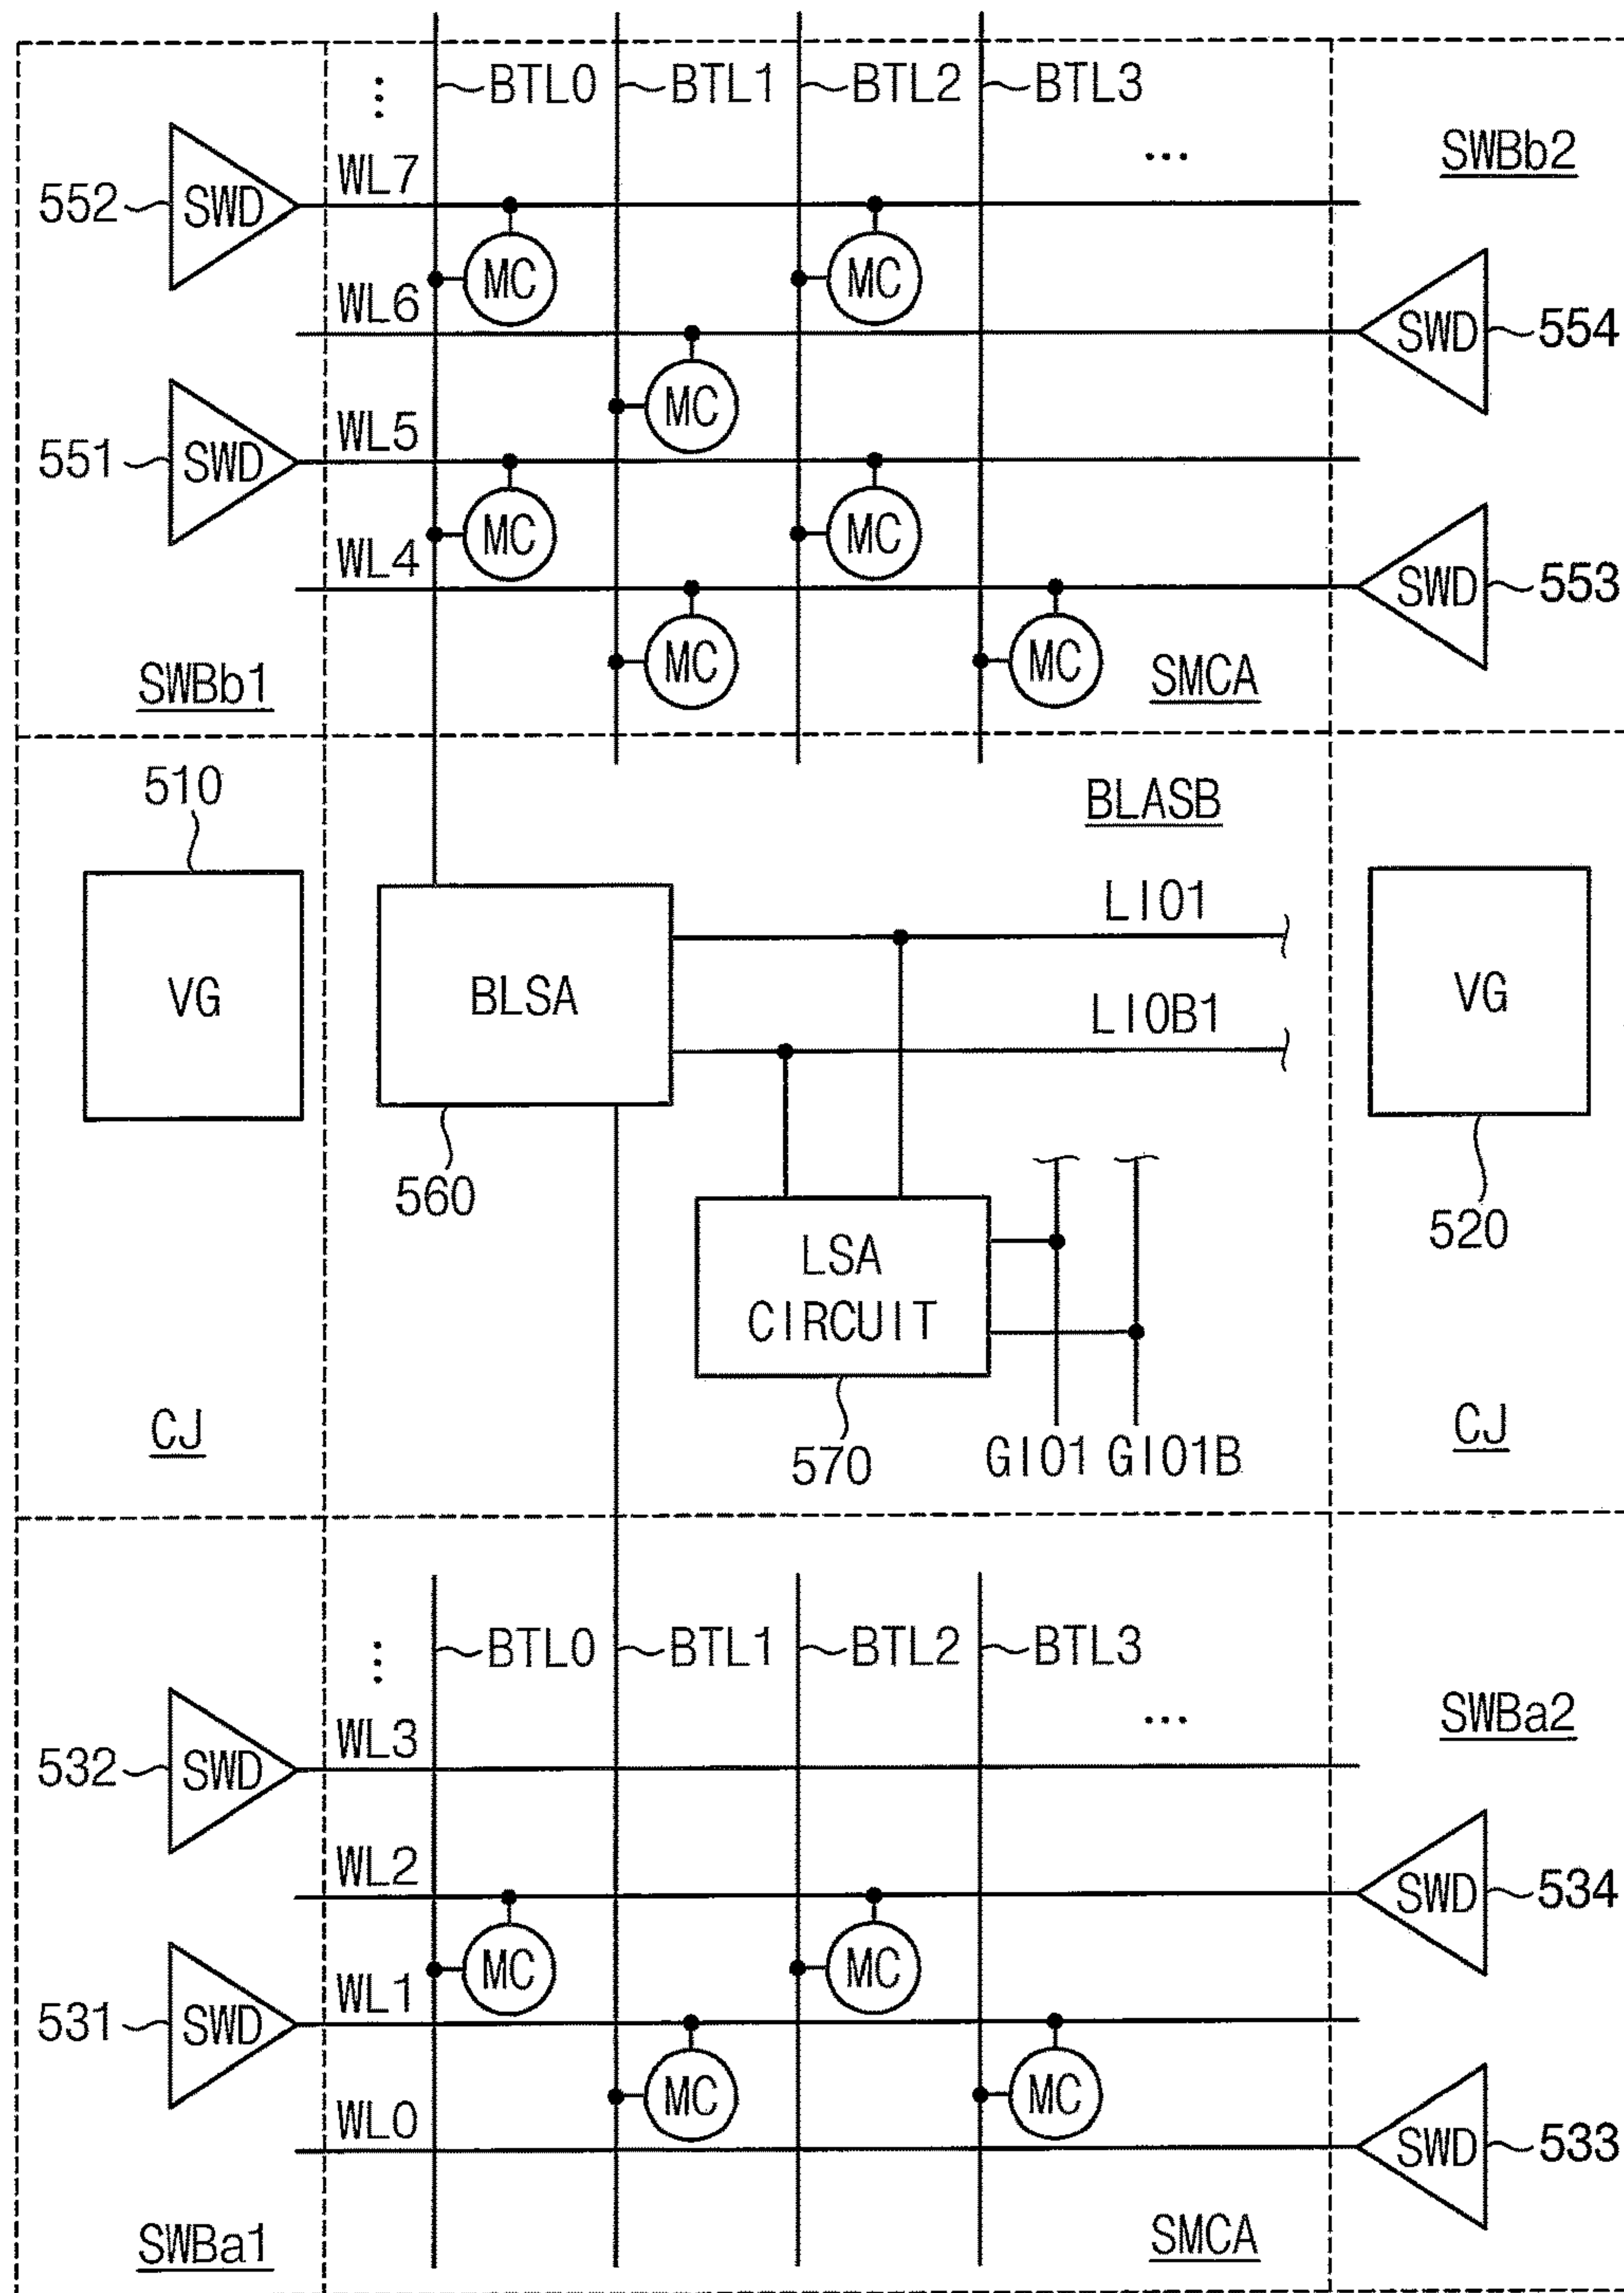 BTL0 BTL1 BTL2 BTL3
SWBb2
552 SWD WL7
MC MC
WL6 SWD 554
MC
551 SWD WL5
MC MC
WL4 SWD 553
MC MC
SWBb1 SMCA
510 BLASB
VG BLSA LIO1 VG
LIOB1
560 520
LSA
CIRCUIT
CJ 570 GIO1 GIO1B CJ
BTL0 BTL1 BTL2 BTL3
SWBa2
532 SWD WL3
WL2 SWD 534
MC MC
531 SWD WL1
MC MC
WL0 SWD 533
SWBa1 SMCA